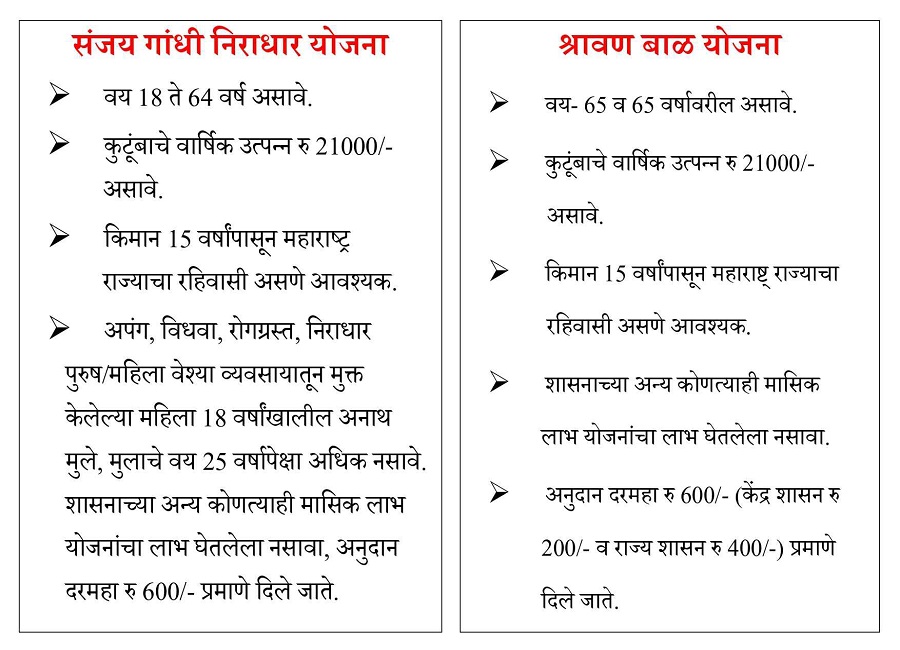 संजय गांधी निराधार योजना
वय 18 ते 64 वर्ष असावे.
कुटूंबाचे वार्षिक उत्पन्न रु 21000/-
असावे.
किमान 15 वर्षांपासून महाराष्ट्र
राज्याचा रहिवासी असणे आवश्यक.
अपंग, विधवा, रोगग्रस्त, निराधार
पुरुष/महिला वेश्या व्यवसायातून मुक्त
केलेल्या महिला 18 वर्षांखालील अनाथ
मुले, मुलाचे वय 25 वर्षापेक्षा अधिक नसावे.
शासनाच्या अन्य कोणत्याही मासिक लाभ
योजनांचा लाभ घेतलेला नसावा, अनुदान
दरमहा रु 600/- प्रमाणे दिले जाते.
श्रावण बाळ योजना
वय- 65 व 65 वर्षावरील असावे.
कुटूंबाचे वार्षिक उत्पन्न रु 21000/-
असावे.
किमान 15 वर्षांपासून महाराष्ट् राज्याचा
रहिवासी असणे आवश्यक.
शासनाच्या अन्य कोणत्याही मासिक
लाभ योजनांचा लाभ घेतलेला नसावा.
अनुदान दरमहा रु 600/- (केंद्र शासन रु
200/- व राज्य शासन रु 400/-) प्रमाणे
दिले जाते.